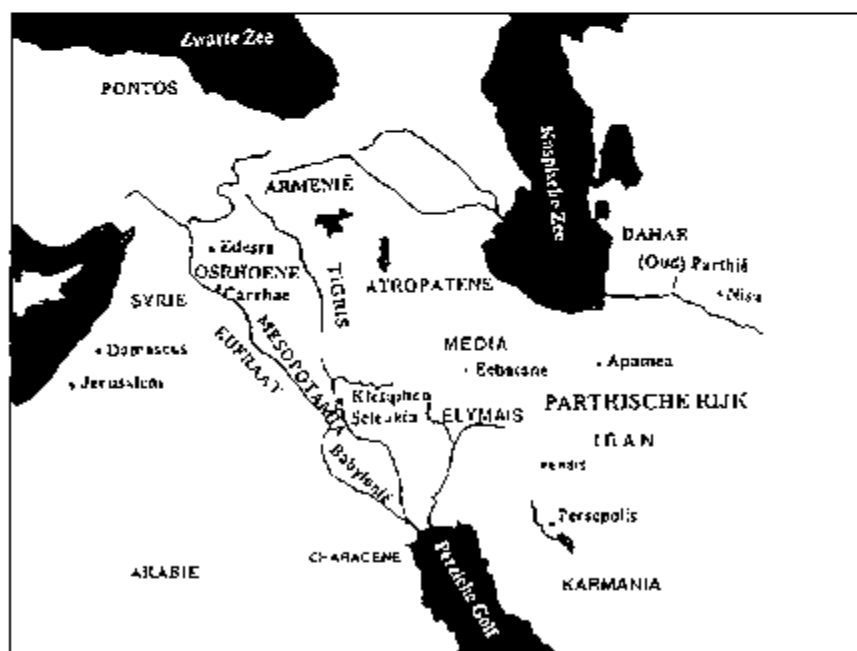 Zwarte Zee
PONTOS
Kaspische Zee
ARMENIË
DAHAE
(Oud) Parthië
Nisa
Edessa
OSRHOENE
Carrhae
TIGRIS
ATROPATENE
SYRIE
MESOPOTAMIA
EUFRAAT
MEDIA
Damascus
Jerusalem
Ecbatane
Apamea
Ktesiphon
Seleukia
ELYMAIS
PARTHISCHE RIJK
IRAN
PERSIS
Babylonië
Persepolis
CHARACENE
ARABIE
Perzische Golf
KARMANIA